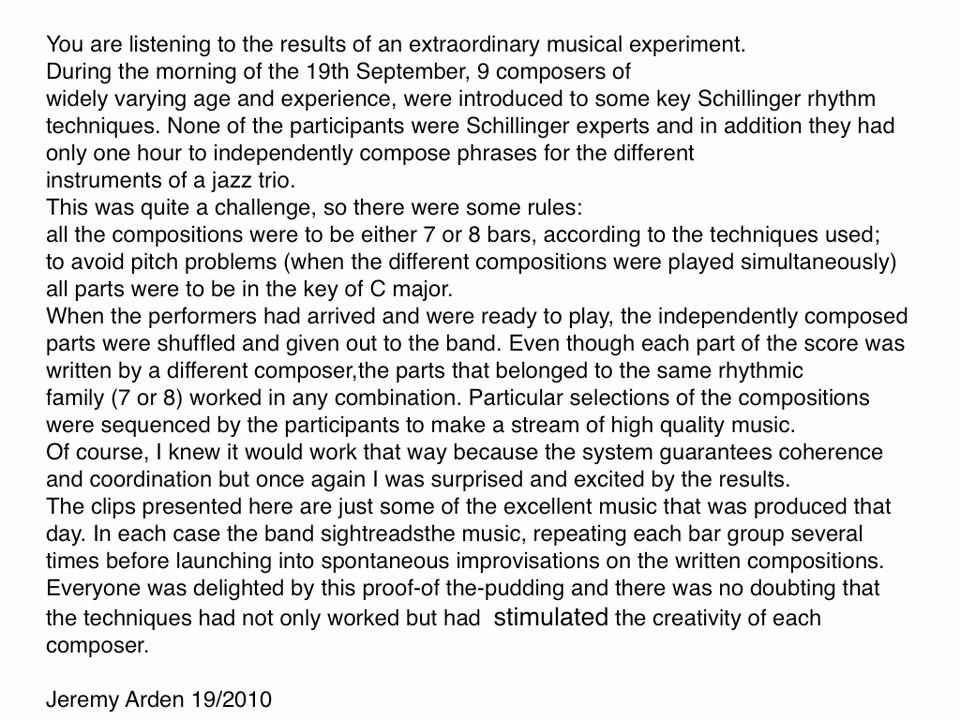 You are listening to the results of an extraordinary musical experiment.
During the morning of the 19th September, 9 composers of
widely varying age and experience, were introduced to some key Schillinger rhythm
techniques. None of the participants were Schillinger experts and in addition they had
only one hour to independently compose phrases for the different
instruments of a jazz trio.
This was quite a challenge, so there were some rules:
all the compositions were to be either 7 or 8 bars, according to the techniques used;
to avoid pitch problems (when the different compositions were played simultaneously)
all parts were to be in the key of C major.
When the performers had arrived and were ready to play, the independently composed
parts were shuffled and given out to the band. Even though each part of the score was
written by a different composer,the parts that belonged to the same rhythmic
family (7 or 8) worked in any combination. Particular selections of the compositions
were sequenced by the participants to make a stream of high quality music.
Of course, I knew it would work that way because the system guarantees coherence
and coordination but once again I was surprised and excited by the results.
The clips presented here are just some of the excellent music that was produced that
day. In each case the band sightreadsthe music, repeating each bar group several
times before launching into spontaneous improvisations on the written compositions.
Everyone was delighted by this proof-of the-pudding and there was no doubting that
the techniques had not only worked but had  stimulated the creativity of each
composer.

Jeremy Arden 19/2010